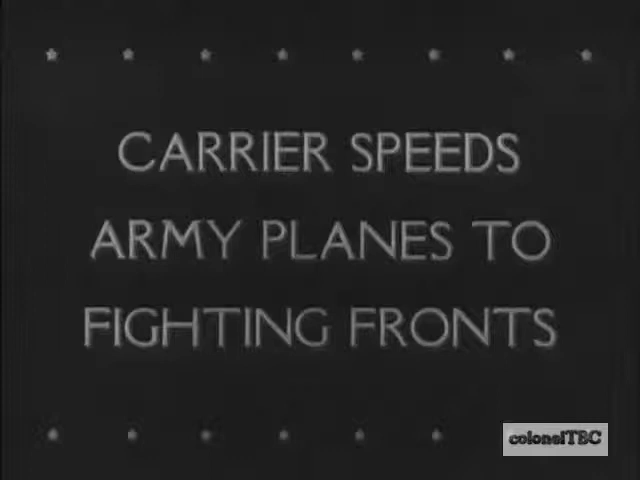 CARRIER SPEEDS
ARMY PLANES TO
FIGHTING FRONTS
colonelTBC